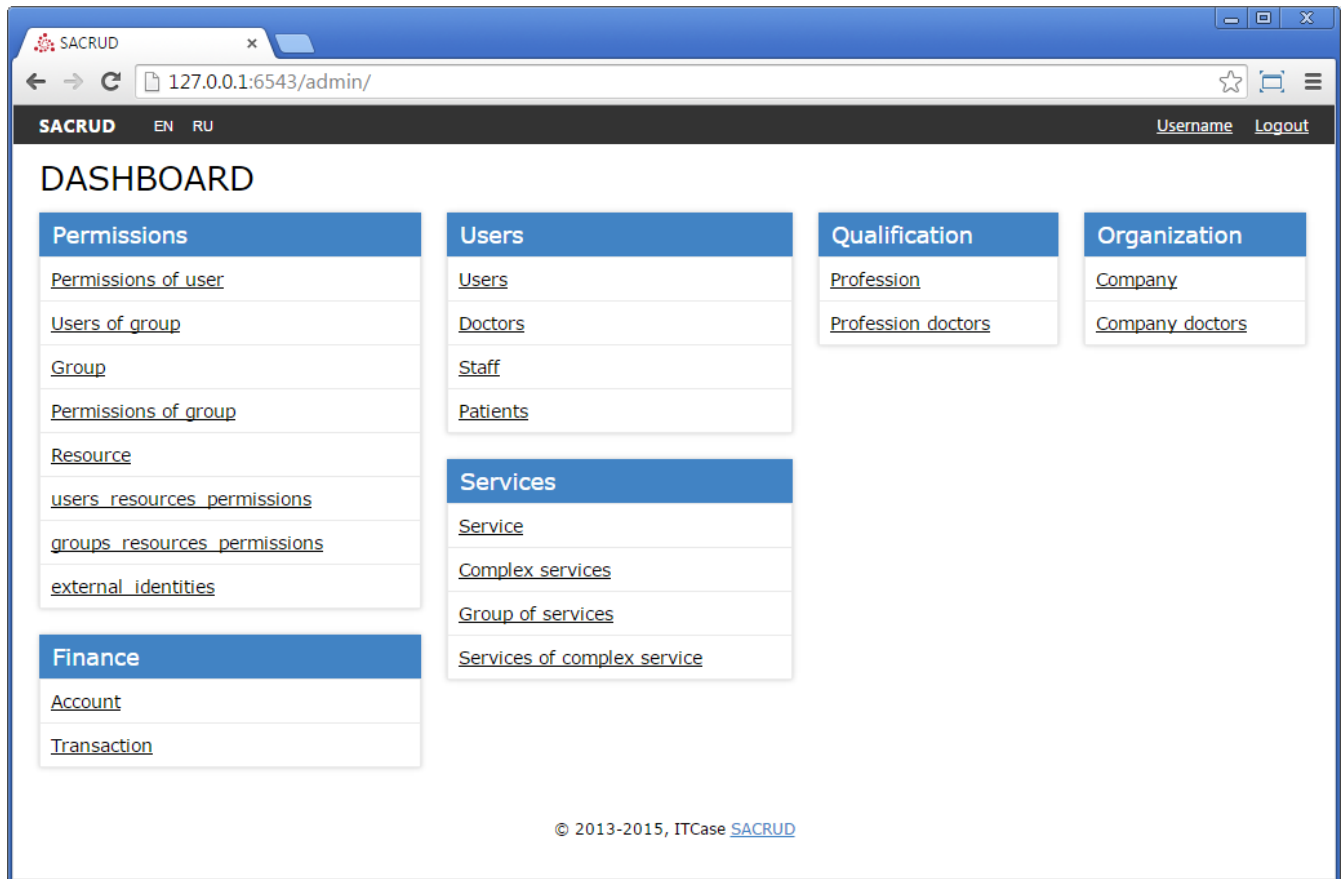 SACRUD
127.0.0.1:6543/admin/
SACRUD EN RU Username Logout
DASHBOARD
Permissions
Permissions of user
Users of group
Group
Permissions of group
Resource
users_resources_permissions
groups_resources_permissions
external_identities
Finance
Account
Transaction
Users
Users
Doctors
Staff
Patients
Services
Service
Complex services
Group of services
Services of complex service
Qualification
Profession
Profession doctors
Organization
Company
Company doctors
© 2013-2015, ITCase SACRUD